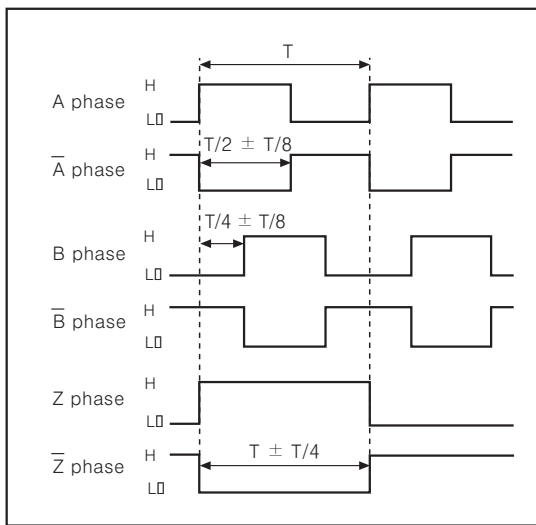 T
H
A phase
L
T/2 ± T/8
H
A̅ phase
L
T/4 ± T/8
H
B phase
L
H
B̅ phase
L
H
Z phase
L
H
T ± T/4
Z̅ phase
L